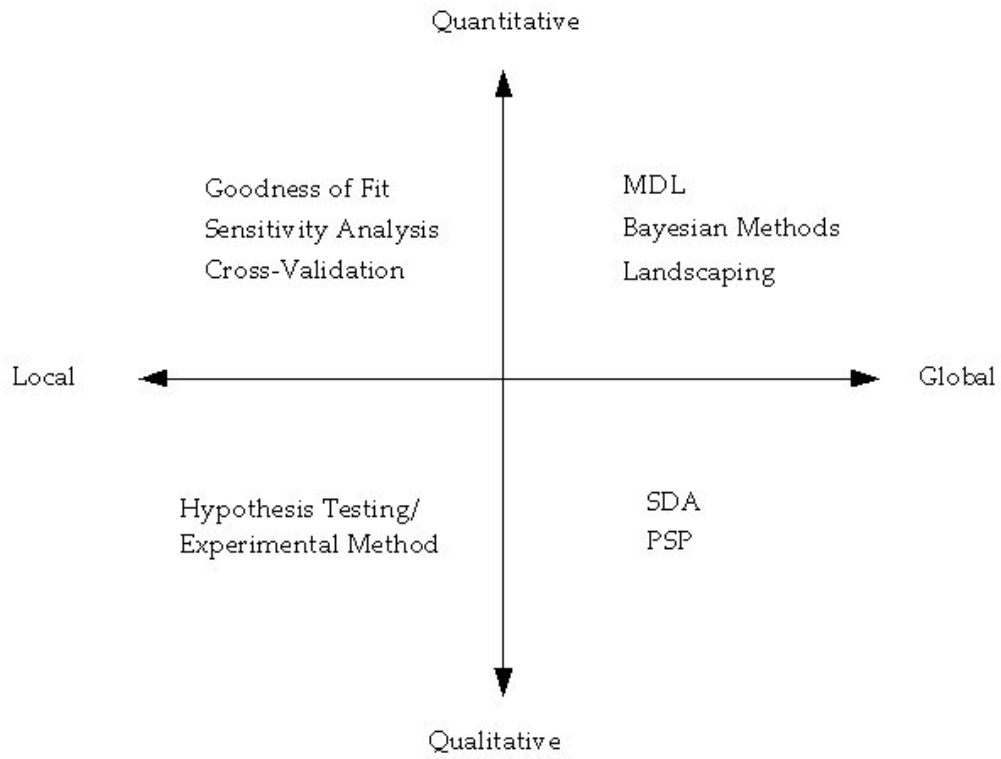 Quantitative
Goodness of Fit
Sensitivity Analysis
Cross-Validation
MDL
Bayesian Methods
Landscaping
Local
Global
Hypothesis Testing/
Experimental Method
SDA
PSP
Qualitative